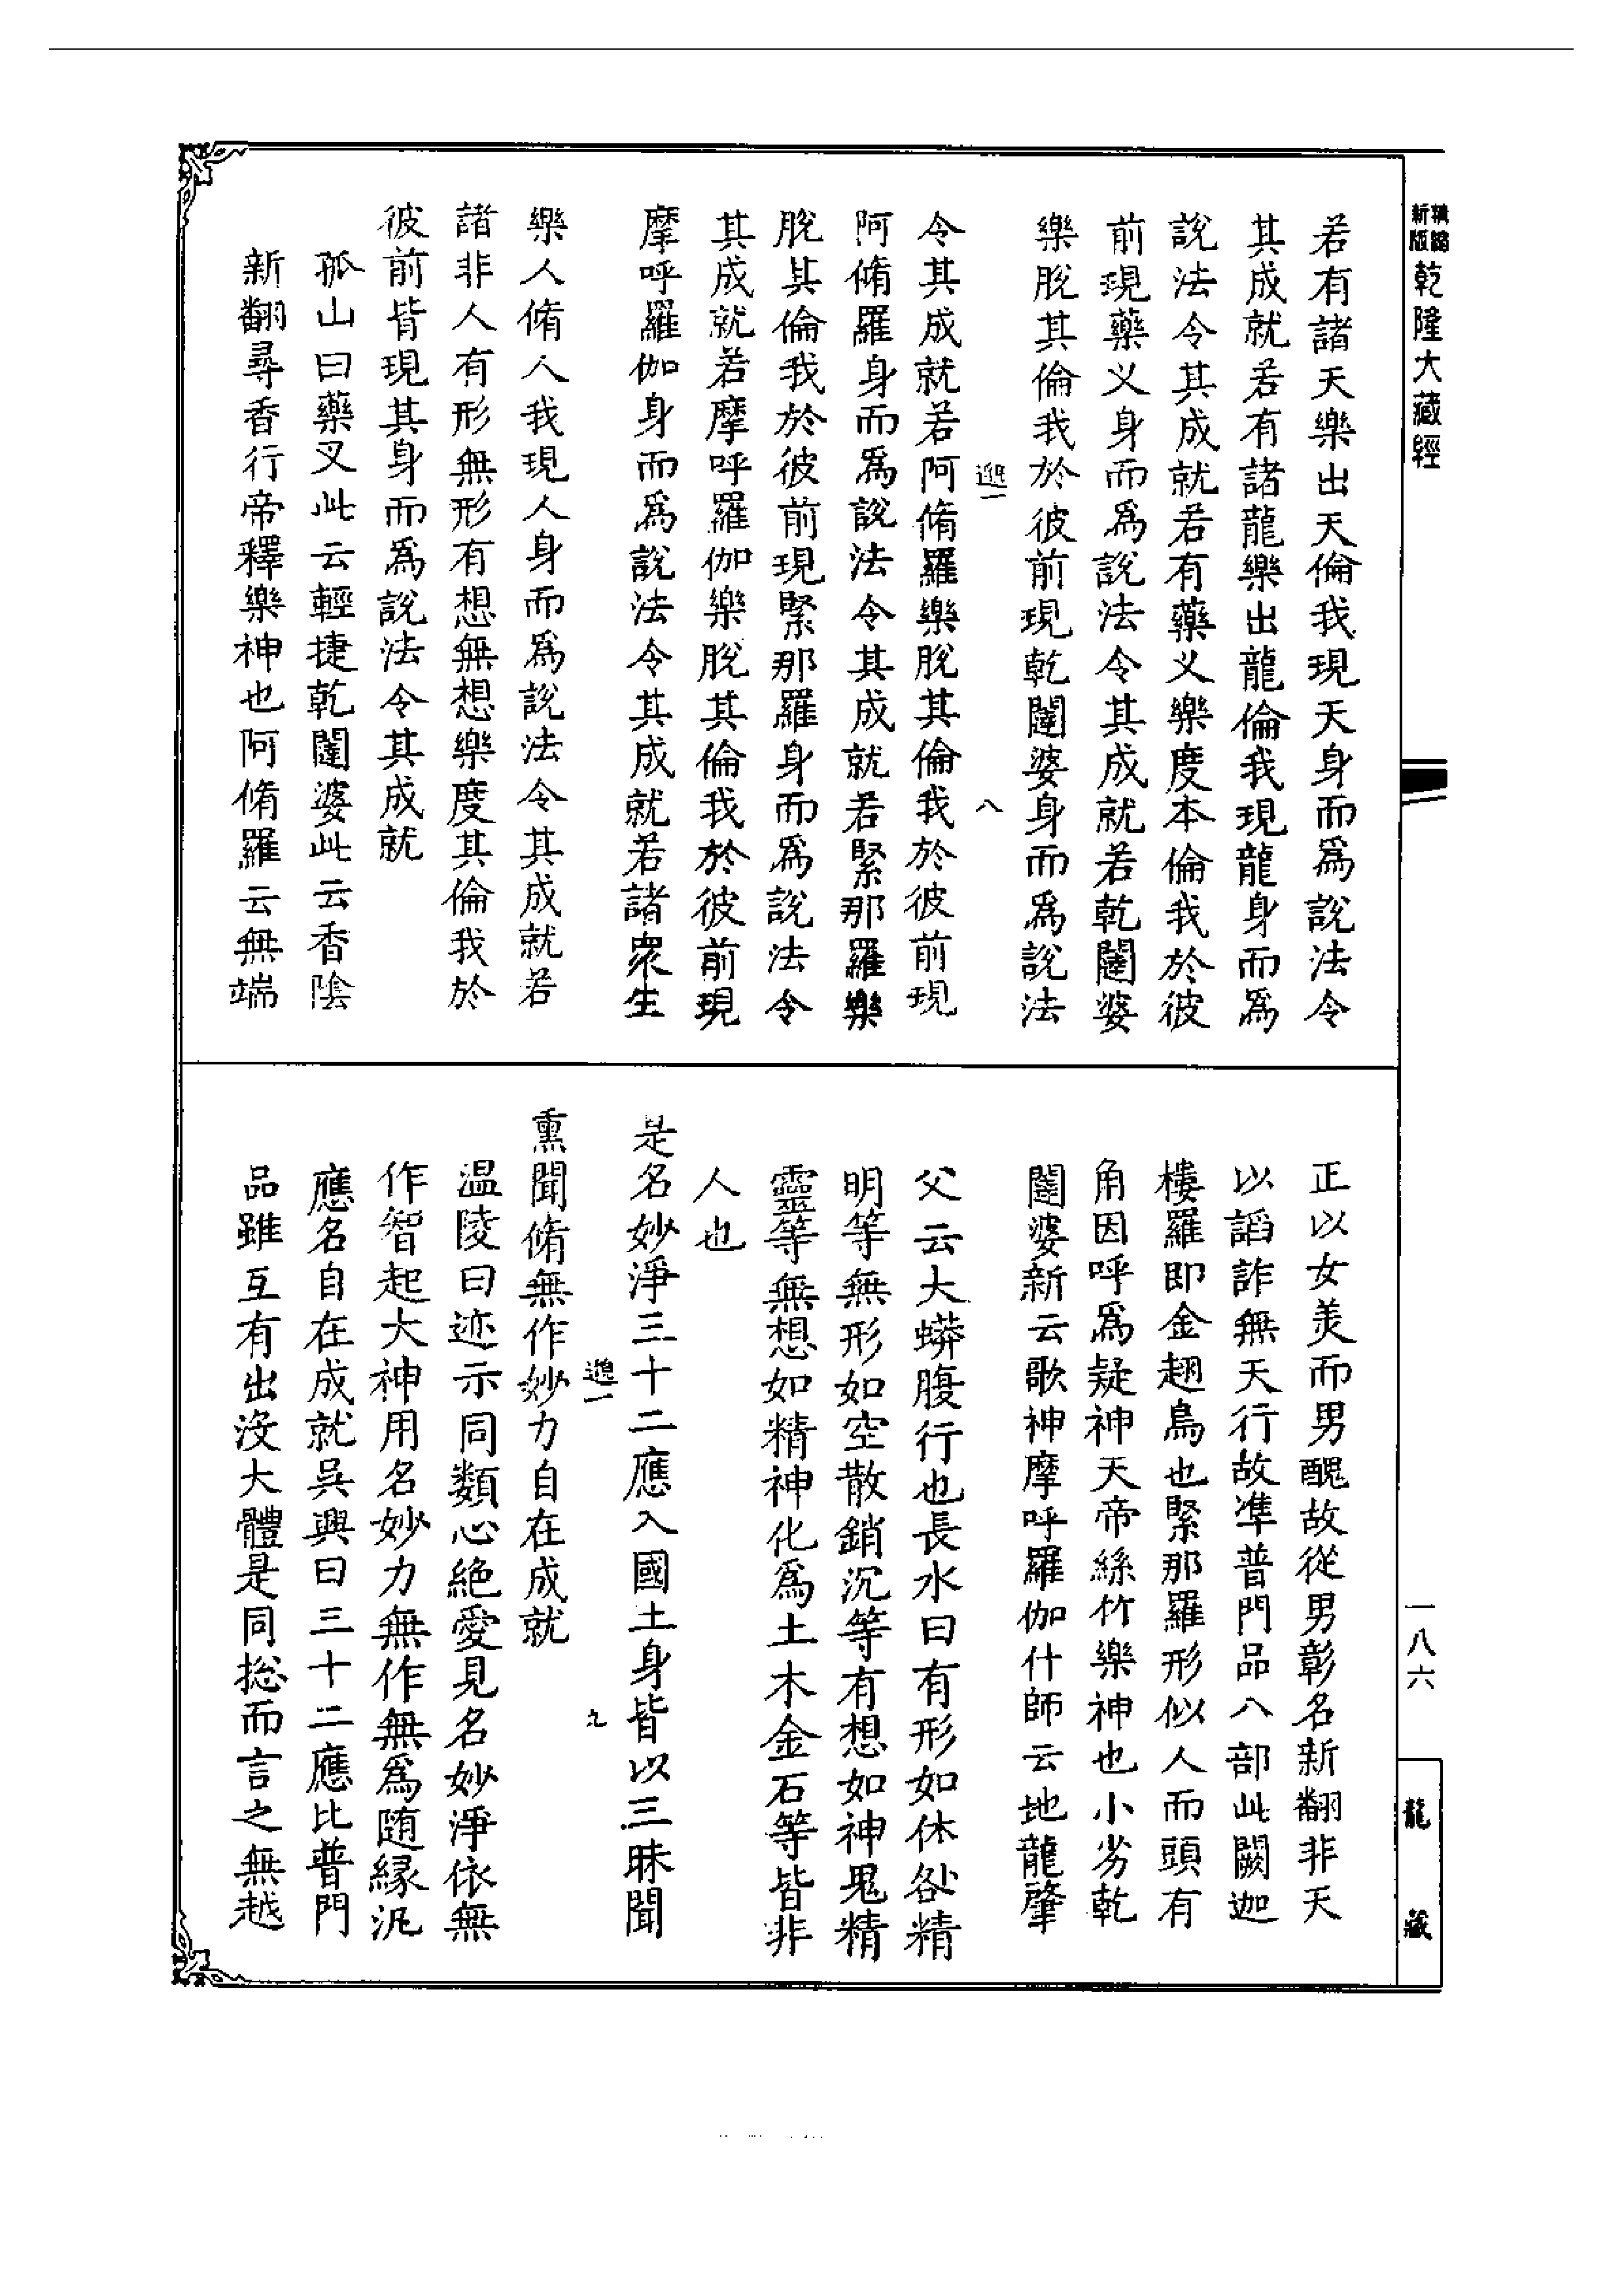 精縮
新版
乾隆大藏經
若有諸天樂出天倫我現天身而爲說法令
其成就若有諸龍樂出龍倫我現龍身而爲
說法令其成就若有藥义樂度本倫我於彼
前現藥义身而爲說法令其成就若乾闥婆
樂脫其倫我於彼前現乾闥婆身而爲說法
八
令其成就若阿脩羅樂脫其倫我於彼前現
阿脩羅身而爲說法令其成就若緊那羅樂
脫其倫我於彼前現緊那羅身而爲說法令
其成就若摩呼羅伽樂脫其倫我於彼前現
摩呼羅伽身而爲說法令其成就若諸衆生
樂人脩人我現人身而爲說法令其成就若
諸非人有形無形有想無想樂度其倫我於
彼前皆現其身而爲說法令其成就
孤山曰藥叉此云輕捷乾闥婆此云香陰
新翻尋香行帝釋樂神也阿脩羅云無端
正以女美而男醜故從男彰名新翻非天
以謟詐無天行故準普門品八部此闕迦
樓羅即金翅鳥也緊那羅形似人而頭有
角因呼爲疑神天帝絲竹樂神也小劣乾
闥婆新云歌神摩呼羅伽什師云地龍肇
父云大蟒腹行也長水曰有形如休咎精
明等無形如空散銷沉等有想如神鬼精
靈等無想如精神化爲土木金石等皆非
人也
是名妙淨三十二應入國土身皆以三昧聞
九
熏聞脩無作妙力自在成就
温陵曰迹示同類心絶愛見名妙淨依無
作智起大神用名妙力無作無爲随緣汎
應名自在成就吳興曰三十二應比普門
品雖互有出没大體是同捴而言之無越
一八六
龍藏